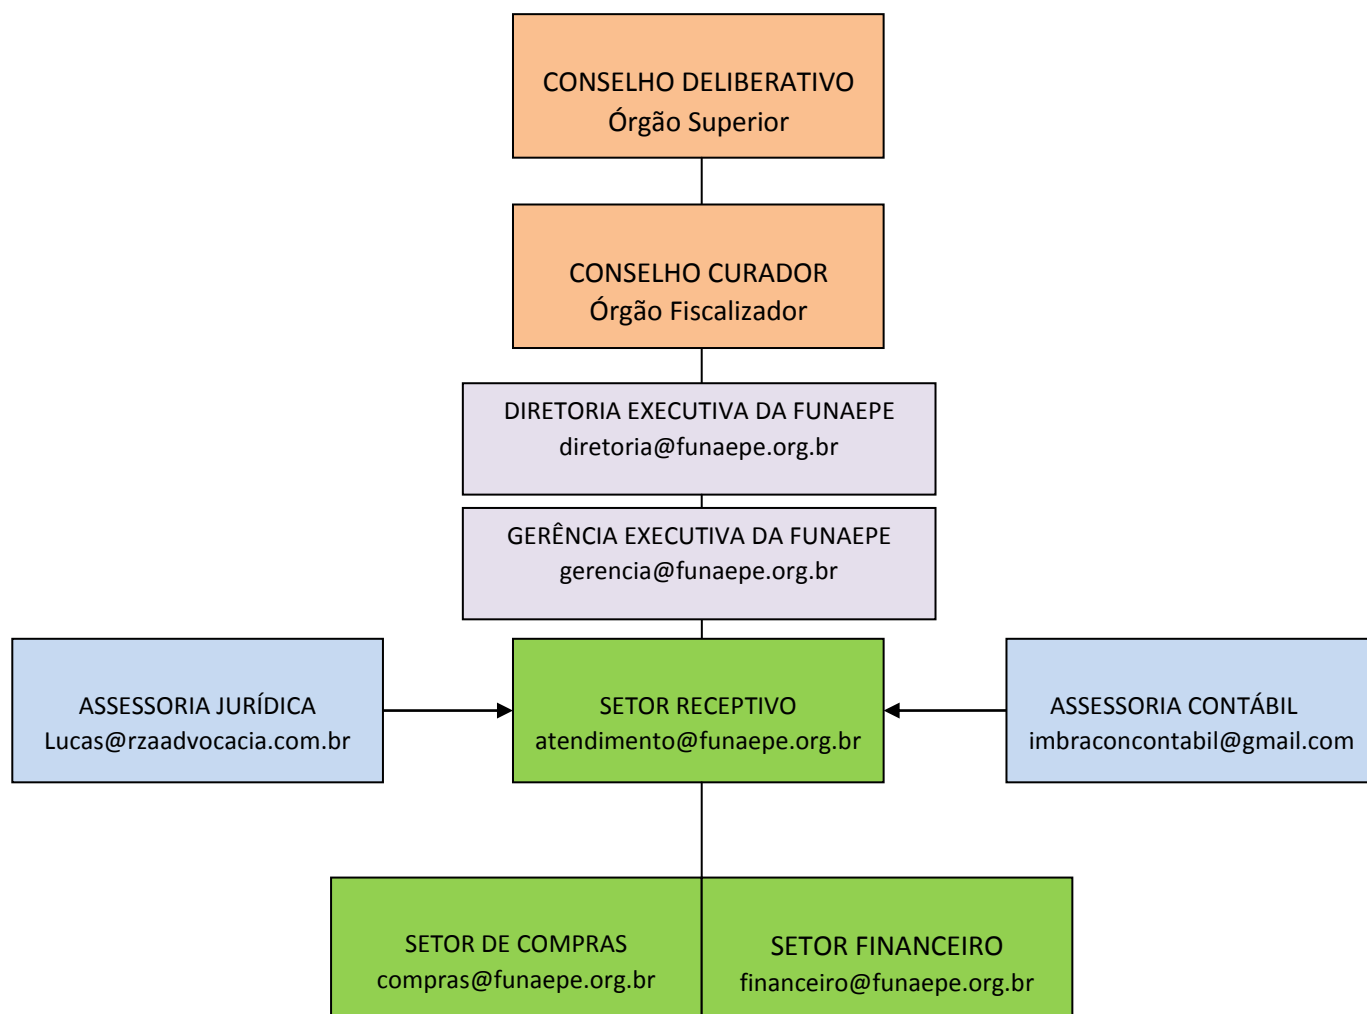 CONSELHO DELIBERATIVO
Órgão Superior
CONSELHO CURADOR
Órgão Fiscalizador
DIRETORIA EXECUTIVA DA FUNAEPE
diretoria@funaepe.org.br
GERÊNCIA EXECUTIVA DA FUNAEPE
gerencia@funaepe.org.br
ASSESSORIA JURÍDICA
Lucas@rzaadvocacia.com.br
SETOR RECEPTIVO
atendimento@funaepe.org.br
ASSESSORIA CONTÁBIL
imbraconcontabil@gmail.com
SETOR DE COMPRAS
compras@funaepe.org.br
SETOR FINANCEIRO
financeiro@funaepe.org.br